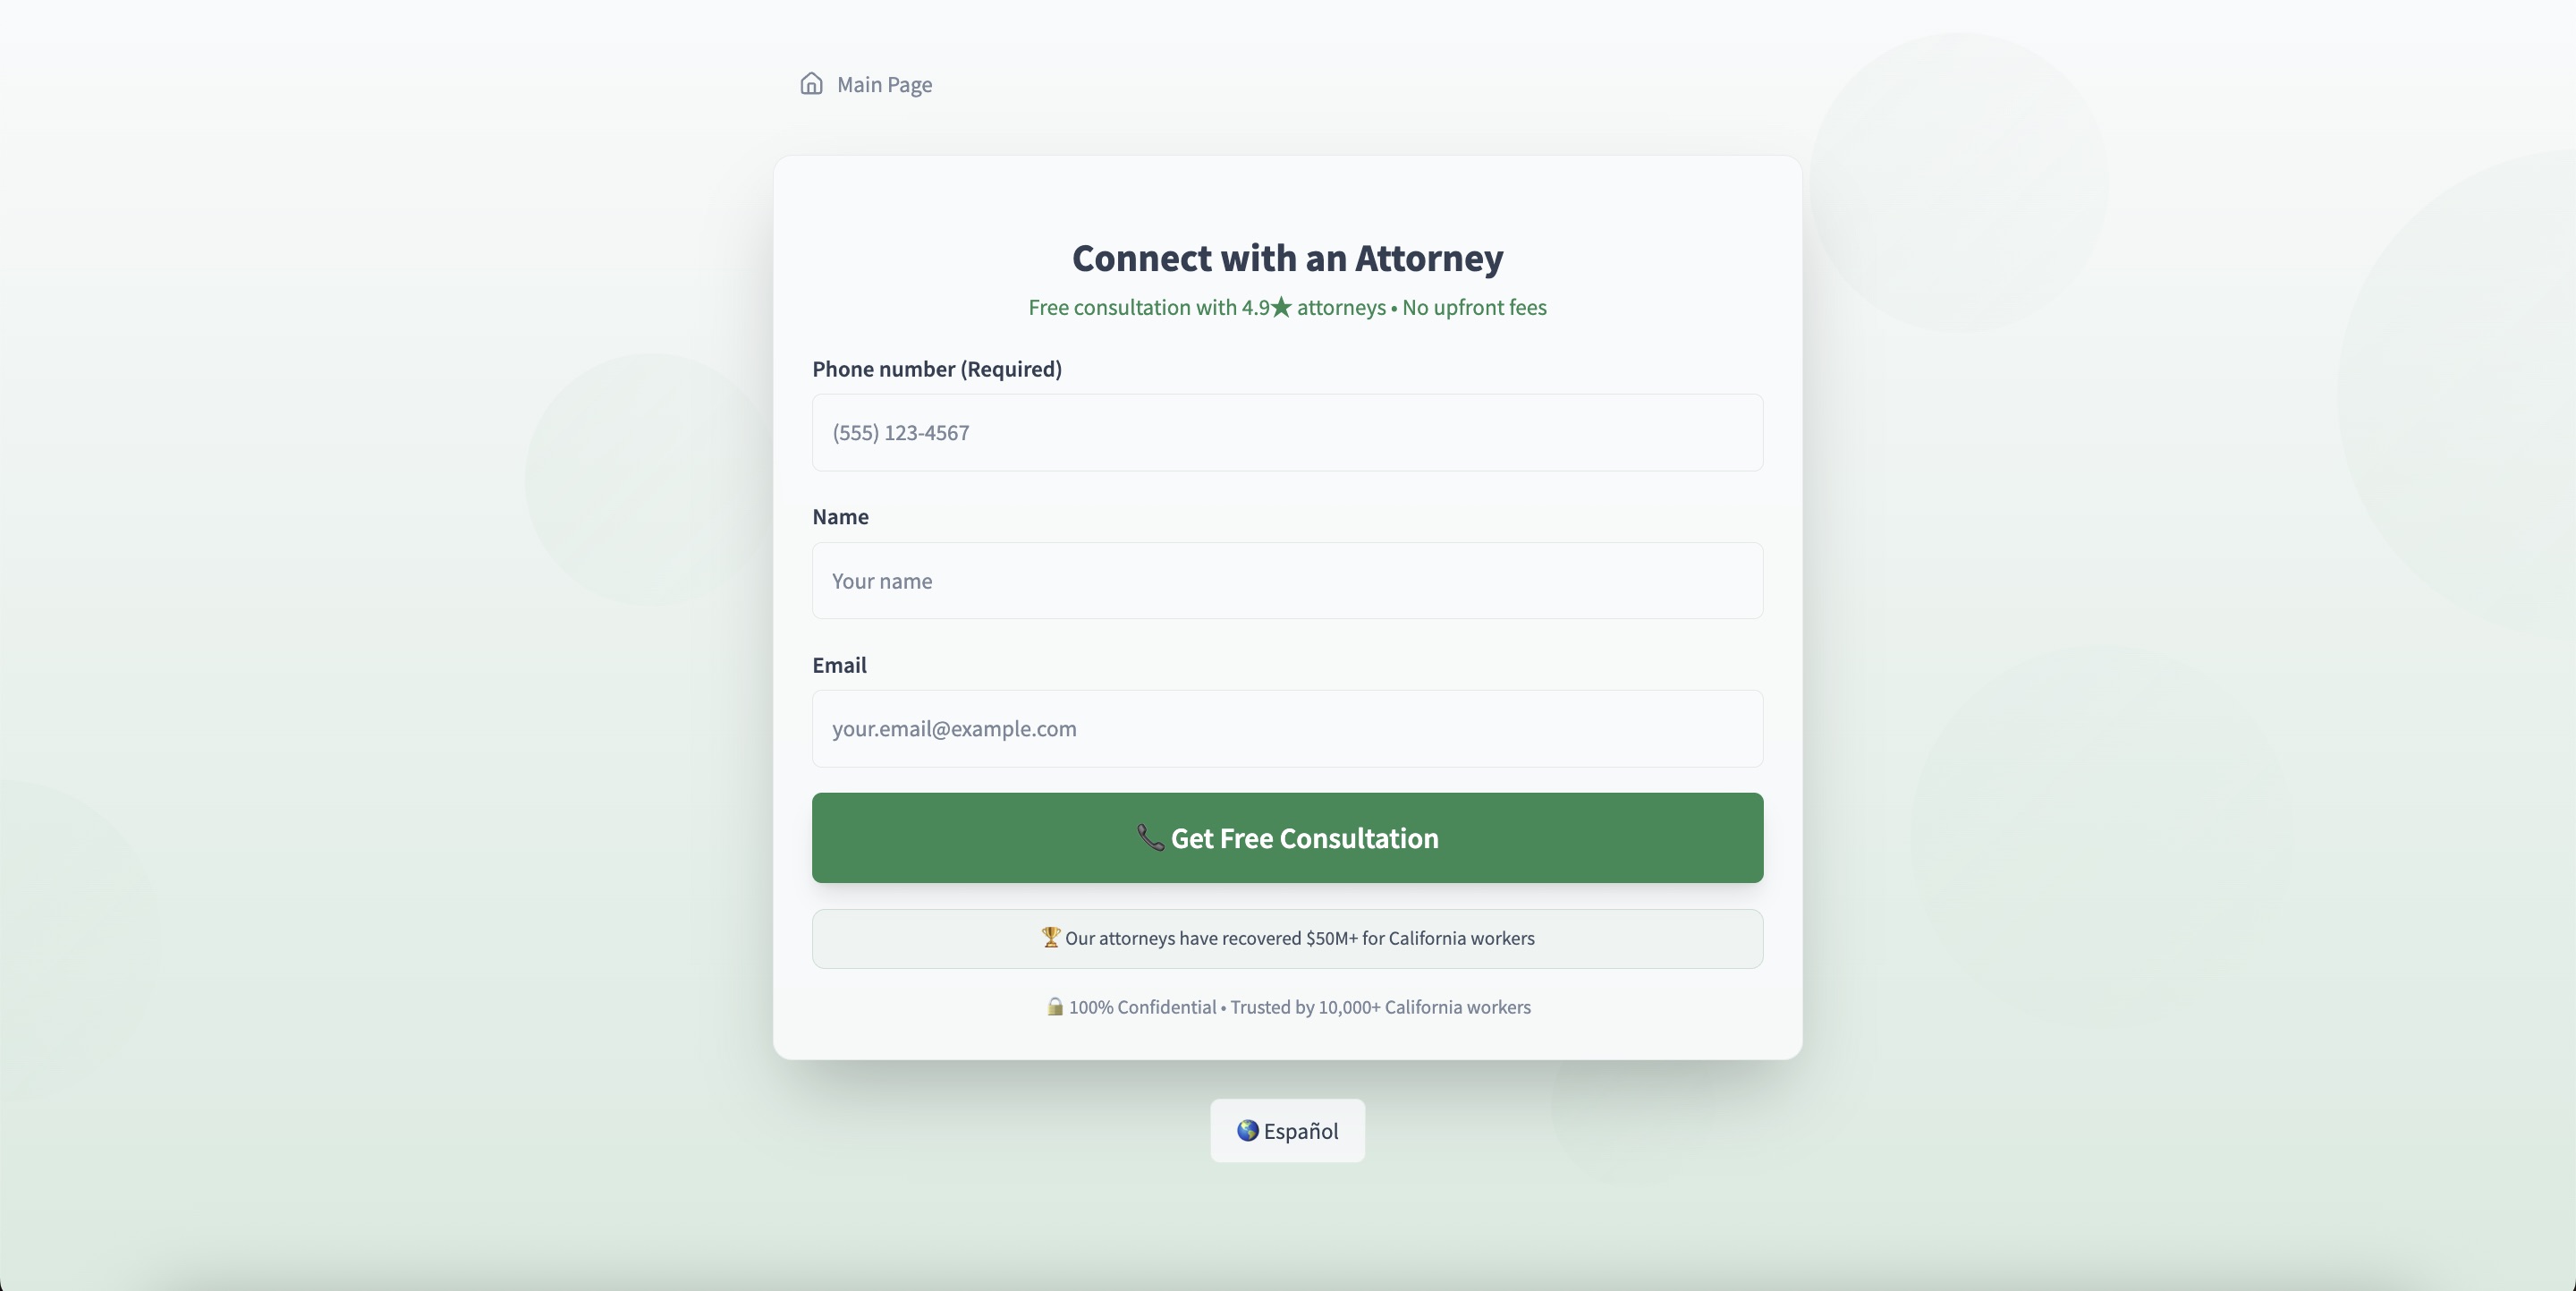 Main Page
Connect with an Attorney
Free consultation with 4.9★ attorneys • No upfront fees
Phone number (Required)
(555) 123-4567
Name
Your name
Email
your.email@example.com
📞 Get Free Consultation
🏆 Our attorneys have recovered $50M+ for California workers
🔒 100% Confidential • Trusted by 10,000+ California workers
🌎 Español